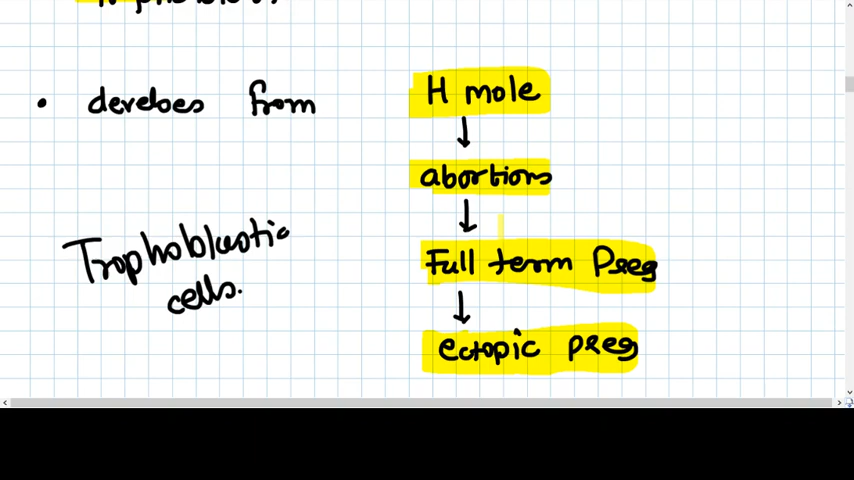 • develoes from
H mole
↓
abortions
↓
Full term Preg
↓
ectopic preg
Trophoblastic
cells.